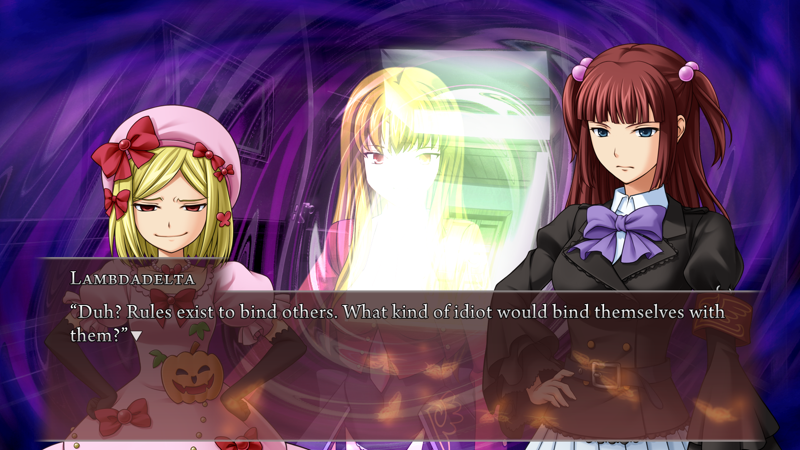 Lambdadelta
“Duh? Rules exist to bind others. What kind of idiot would bind themselves with
them?”